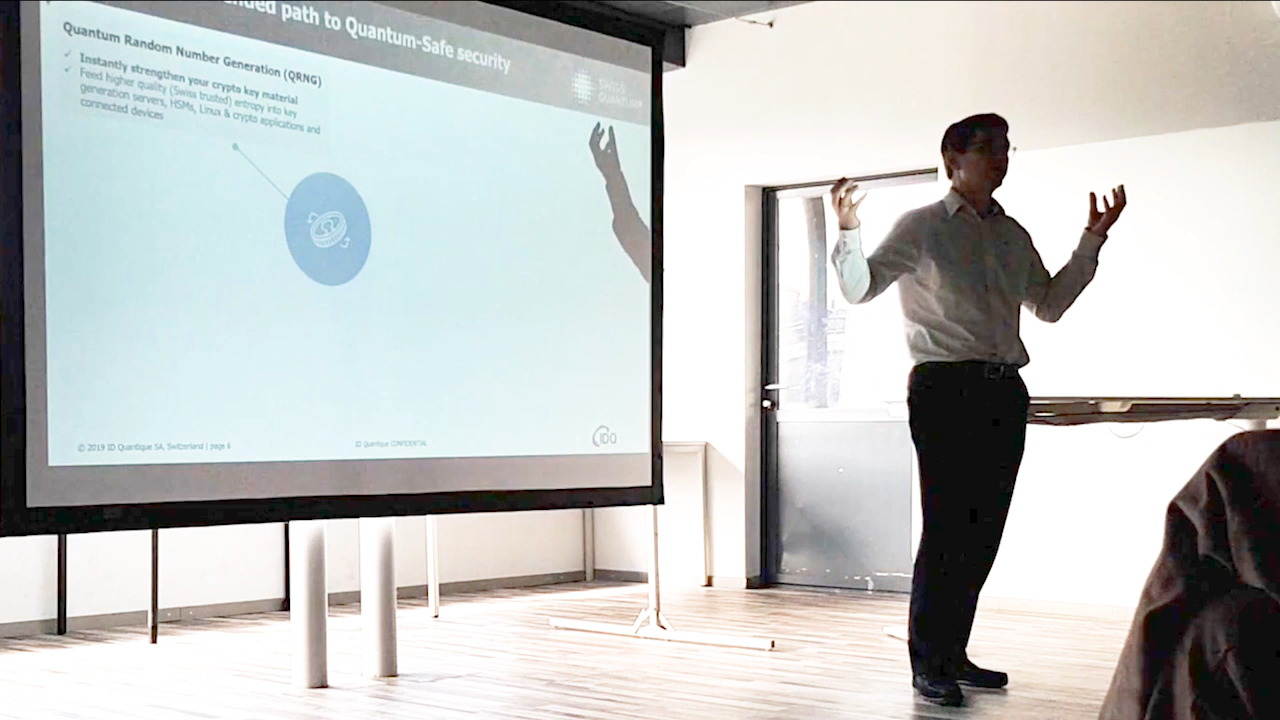 path to Quantum-Safe security
Quantum Random Number Generation (QRNG)
✓ Instantly strengthen your crypto key material
✓ Feed higher quality (Swiss trusted) entropy into key
generation servers, HSMs, Linux & crypto applications and
connected devices
SWISS
QUANTUM
© 2019 ID Quantique SA, Switzerland | page 6
ID Quantique CONFIDENTIAL
IDQ